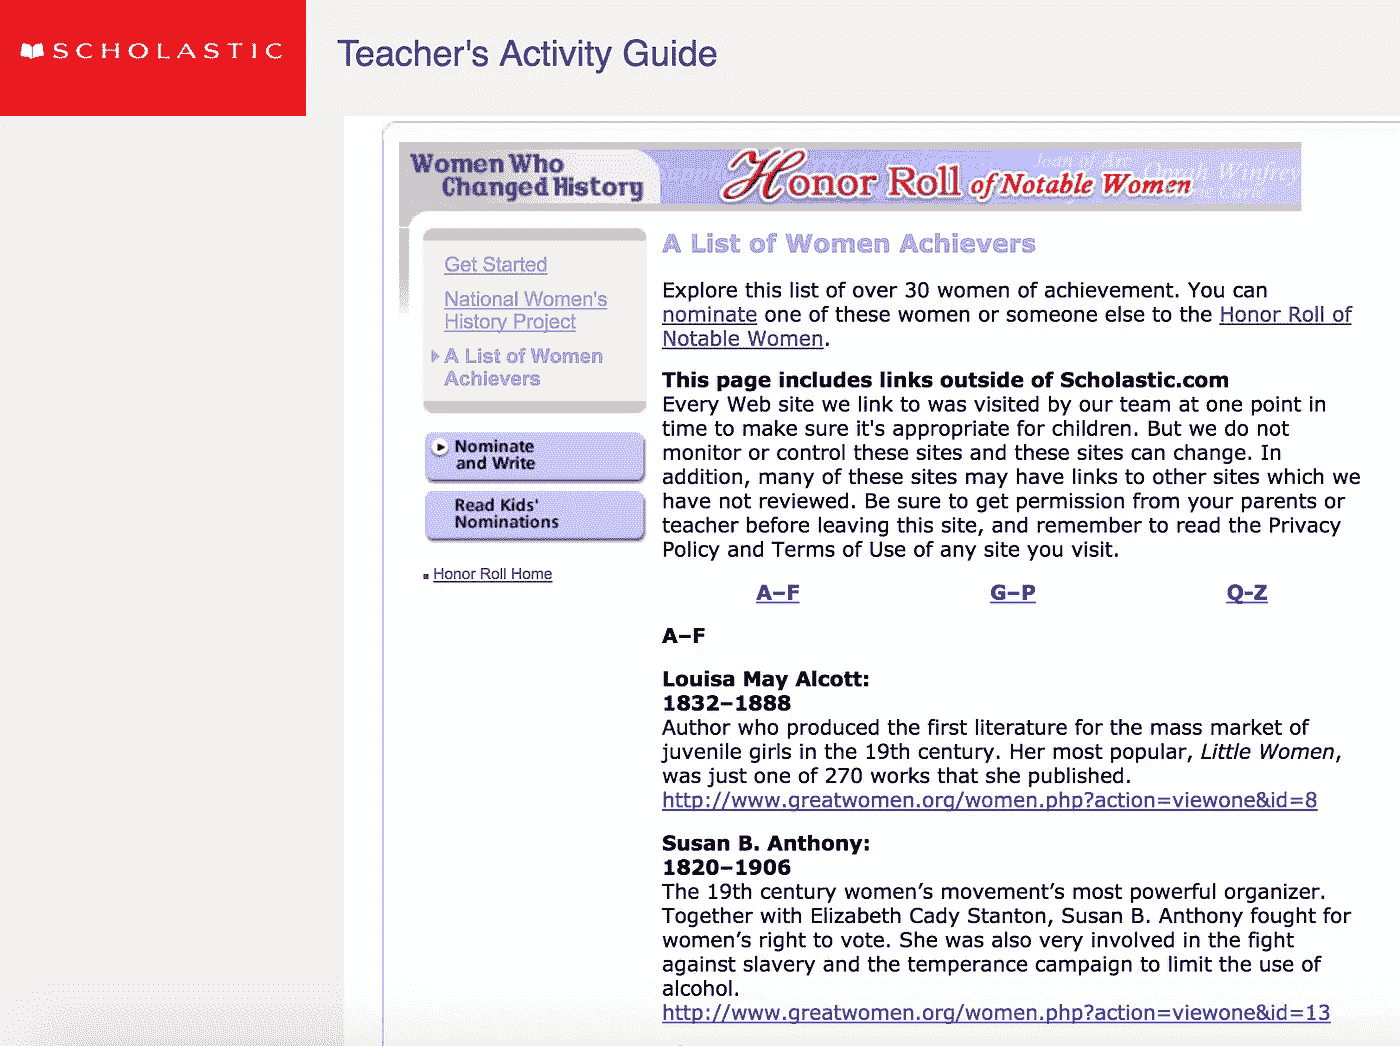 SCHOLASTIC
Teacher's Activity Guide
Women Who
Changed History
Honor Roll of Notable Women
Joan of Arc
Oprah Winfrey
Get Started
National Women's
History Project
A List of Women
Achievers
Nominate
and Write
Read Kids'
Nominations
Honor Roll Home
A List of Women Achievers
Explore this list of over 30 women of achievement. You can
nominate one of these women or someone else to the Honor Roll of
Notable Women.
This page includes links outside of Scholastic.com
Every Web site we link to was visited by our team at one point in
time to make sure it's appropriate for children. But we do not
monitor or control these sites and these sites can change. In
addition, many of these sites may have links to other sites which we
have not reviewed. Be sure to get permission from your parents or
teacher before leaving this site, and remember to read the Privacy
Policy and Terms of Use of any site you visit.
A–F G–P Q-Z
A–F
Louisa May Alcott:
1832–1888
Author who produced the first literature for the mass market of
juvenile girls in the 19th century. Her most popular, Little Women,
was just one of 270 works that she published.
http://www.greatwomen.org/women.php?action=viewone&id=8
Susan B. Anthony:
1820–1906
The 19th century women’s movement’s most powerful organizer.
Together with Elizabeth Cady Stanton, Susan B. Anthony fought for
women’s right to vote. She was also very involved in the fight
against slavery and the temperance campaign to limit the use of
alcohol.
http://www.greatwomen.org/women.php?action=viewone&id=13